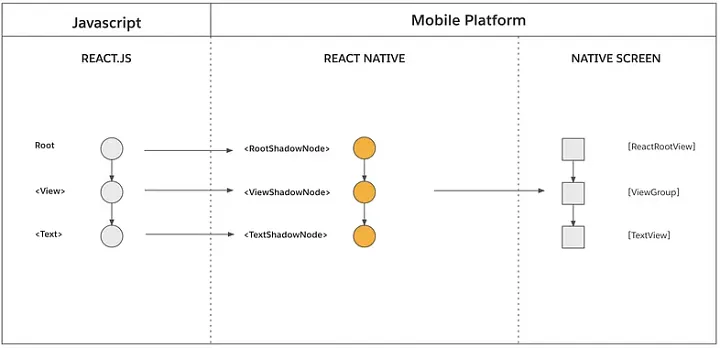 Javascript
Mobile Platform
REACT.JS
REACT NATIVE
NATIVE SCREEN
Root
<RootShadowNode>
[ReactRootView]
<View>
<ViewShadowNode>
[ViewGroup]
<Text>
<TextShadowNode>
[TextView]